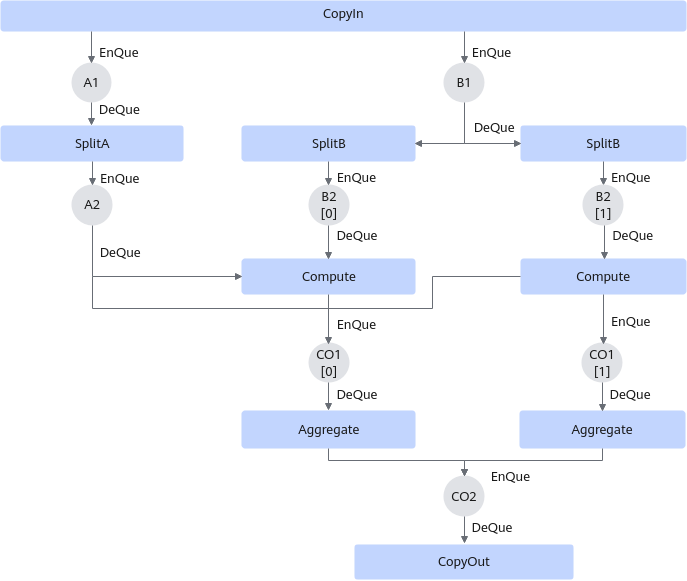 CopyIn
EnQue
EnQue
A1
B1
DeQue
DeQue
SplitA
SplitB
SplitB
EnQue
EnQue
EnQue
A2
B2
[0]
B2
[1]
DeQue
DeQue
DeQue
Compute
Compute
EnQue
EnQue
CO1
[0]
CO1
[1]
DeQue
DeQue
Aggregate
Aggregate
EnQue
CO2
DeQue
CopyOut